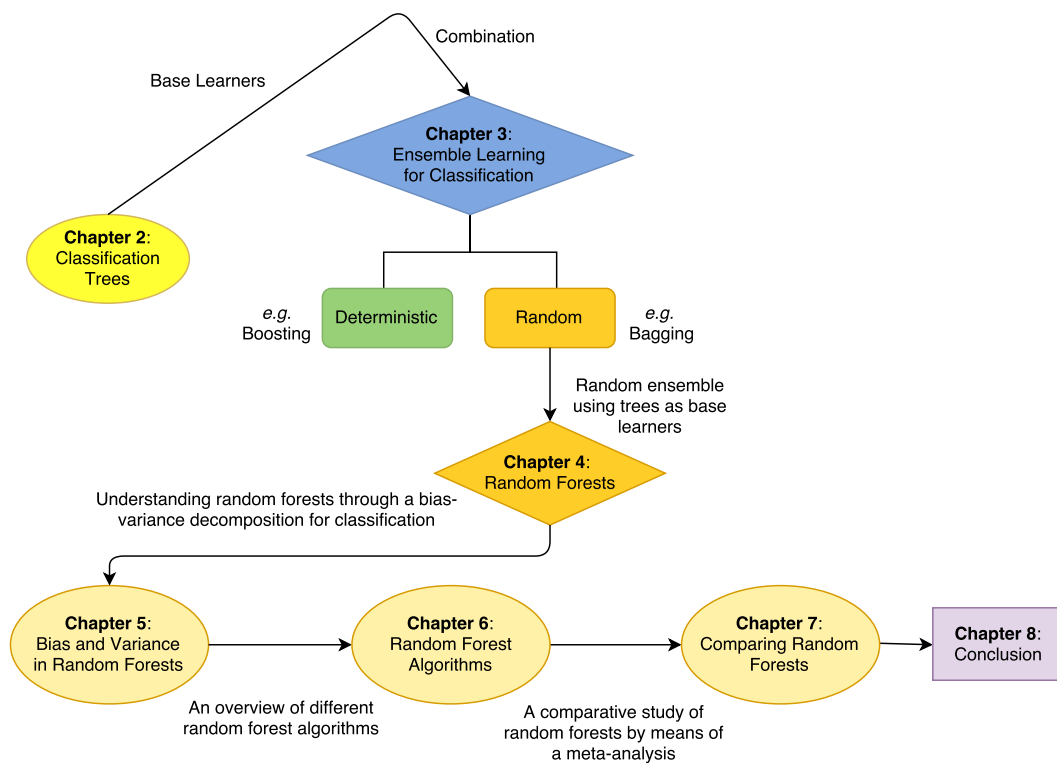 Combination
Base Learners
Chapter 3:
Ensemble Learning
for Classification
Chapter 2:
Classification
Trees
e.g.
Boosting
Deterministic
Random
e.g.
Bagging
Random ensemble
using trees as base
learners
Chapter 4:
Random Forests
Understanding random forests through a bias-
variance decomposition for classification
Chapter 5:
Bias and Variance
in Random Forests
Chapter 6:
Random Forest
Algorithms
Chapter 7:
Comparing Random
Forests
Chapter 8:
Conclusion
An overview of different
random forest algorithms
A comparative study of
random forests by means of
a meta-analysis